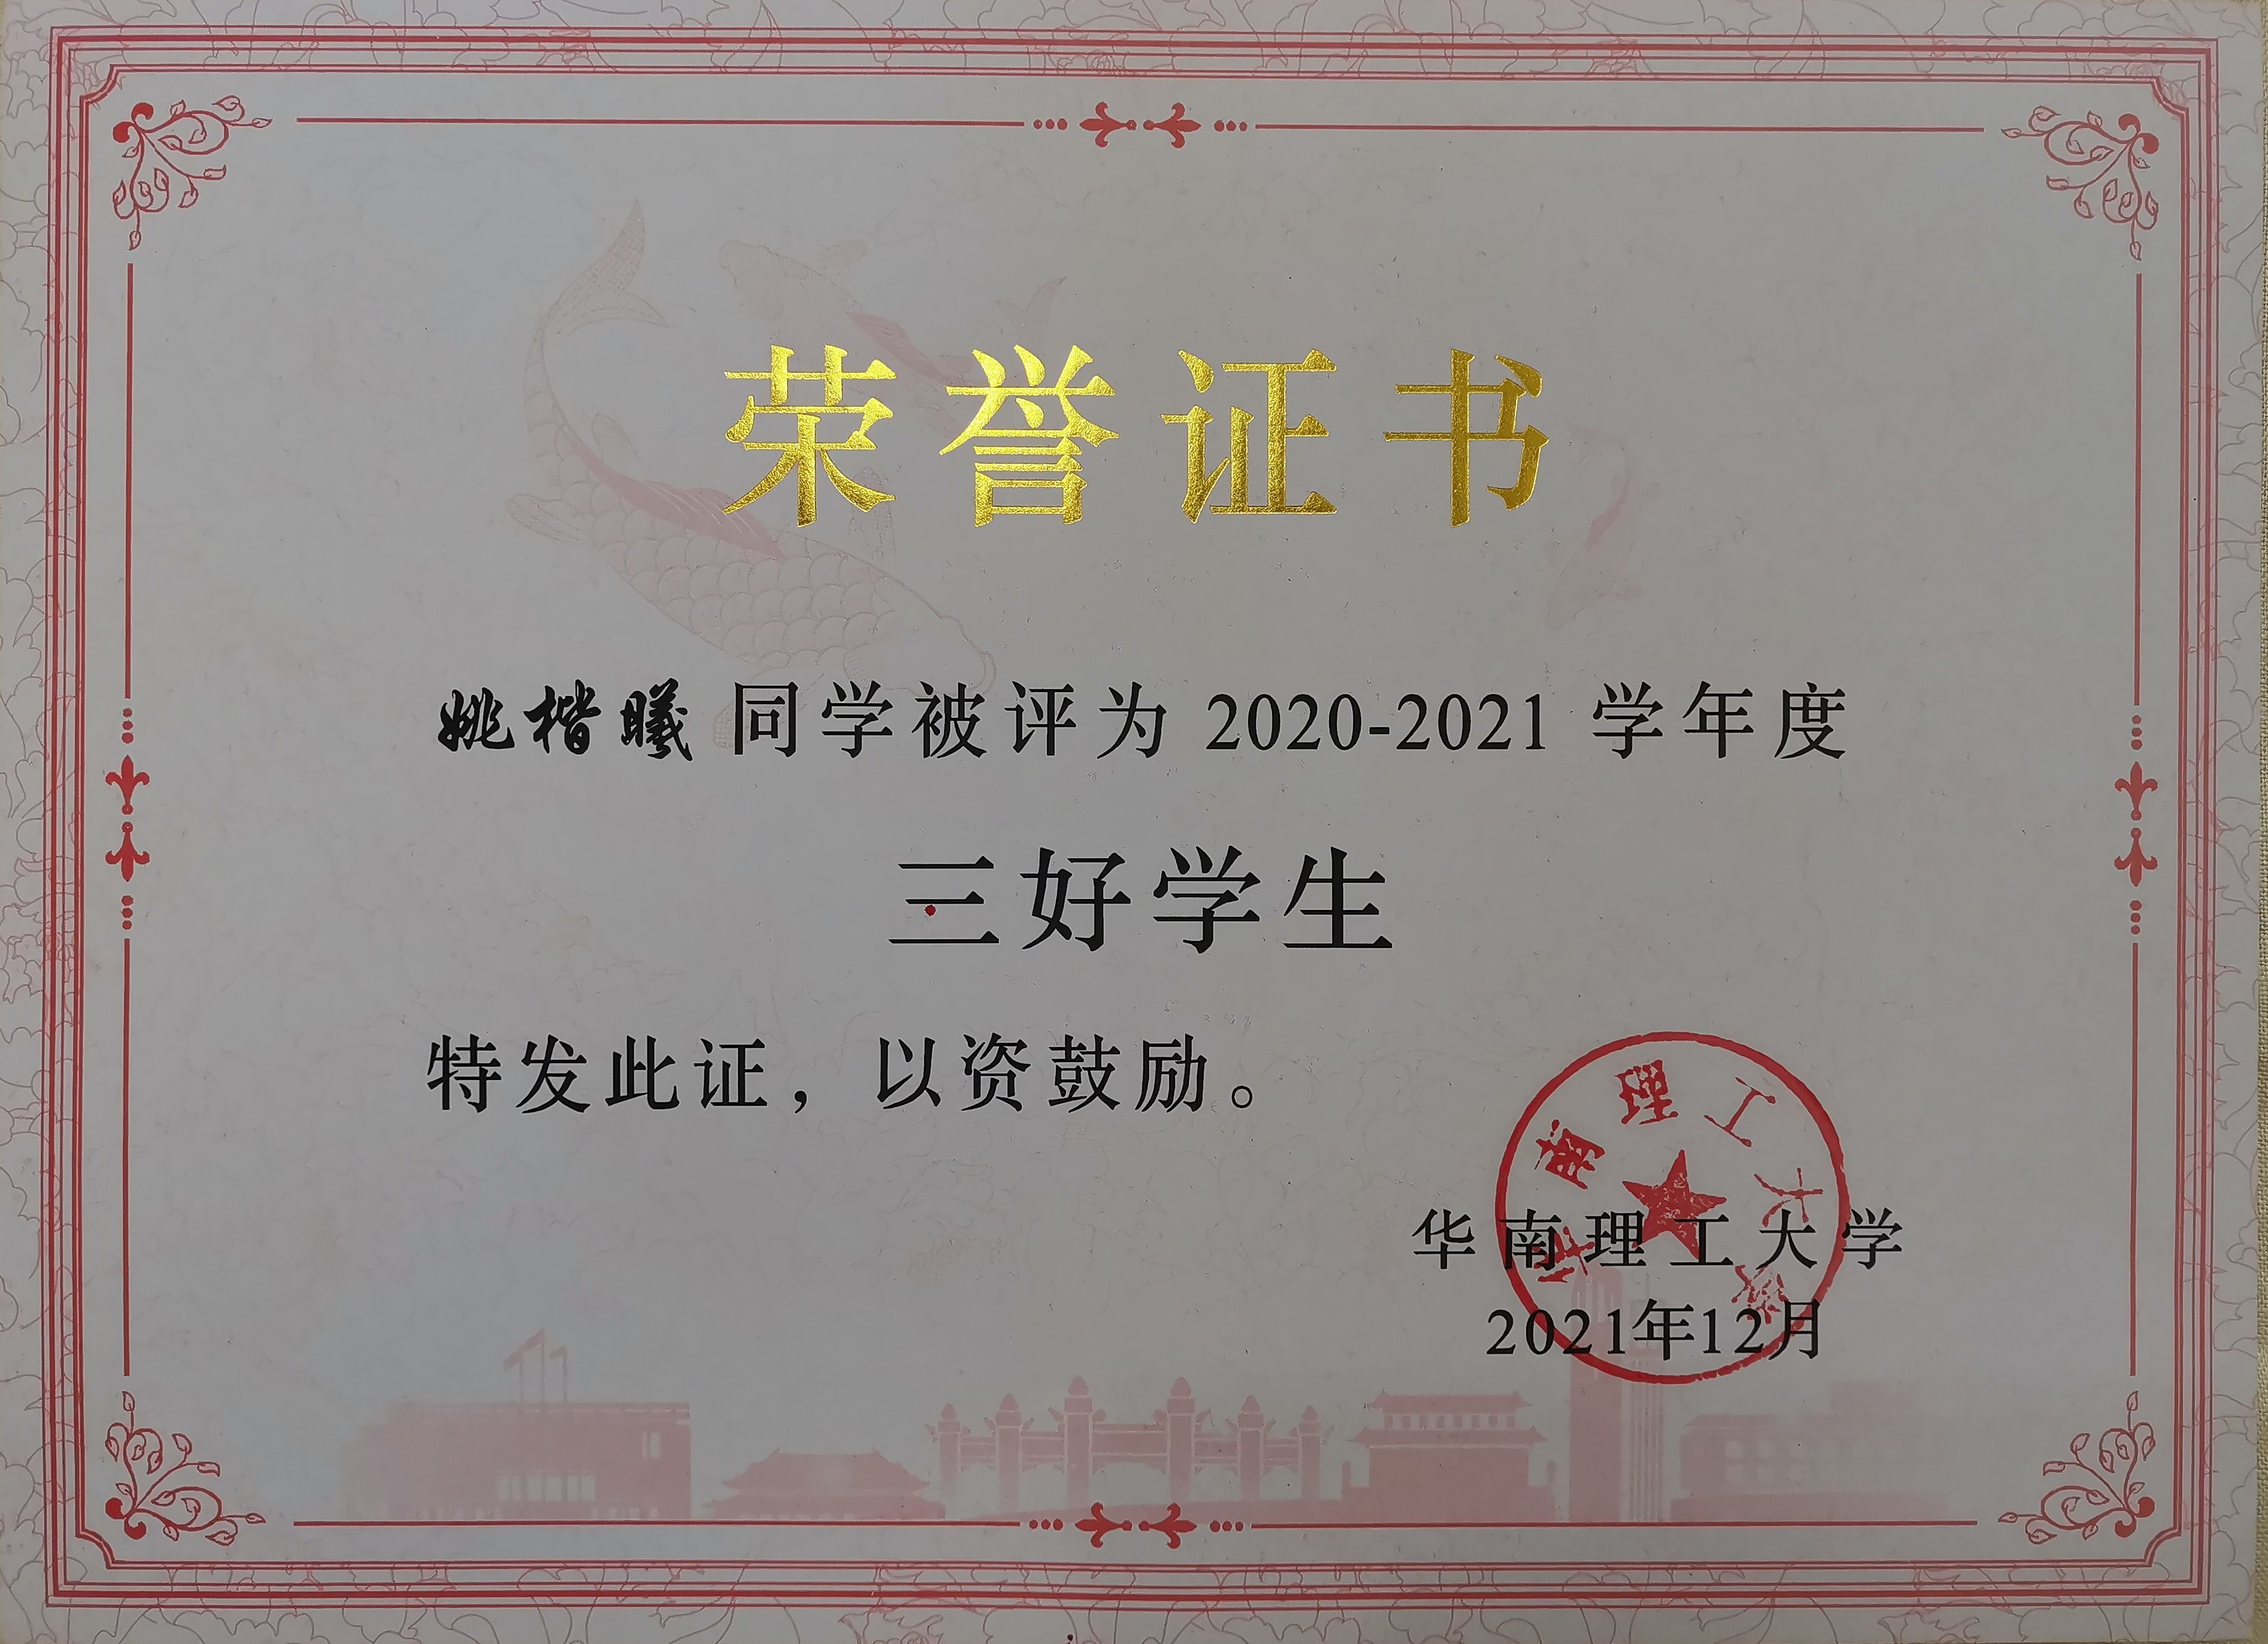 荣誉证书
姚楷曦 同学被评为 2020-2021 学年度
三好学生
特发此证，以资鼓励。
华南理工大学
华南理工大学
2021年12月